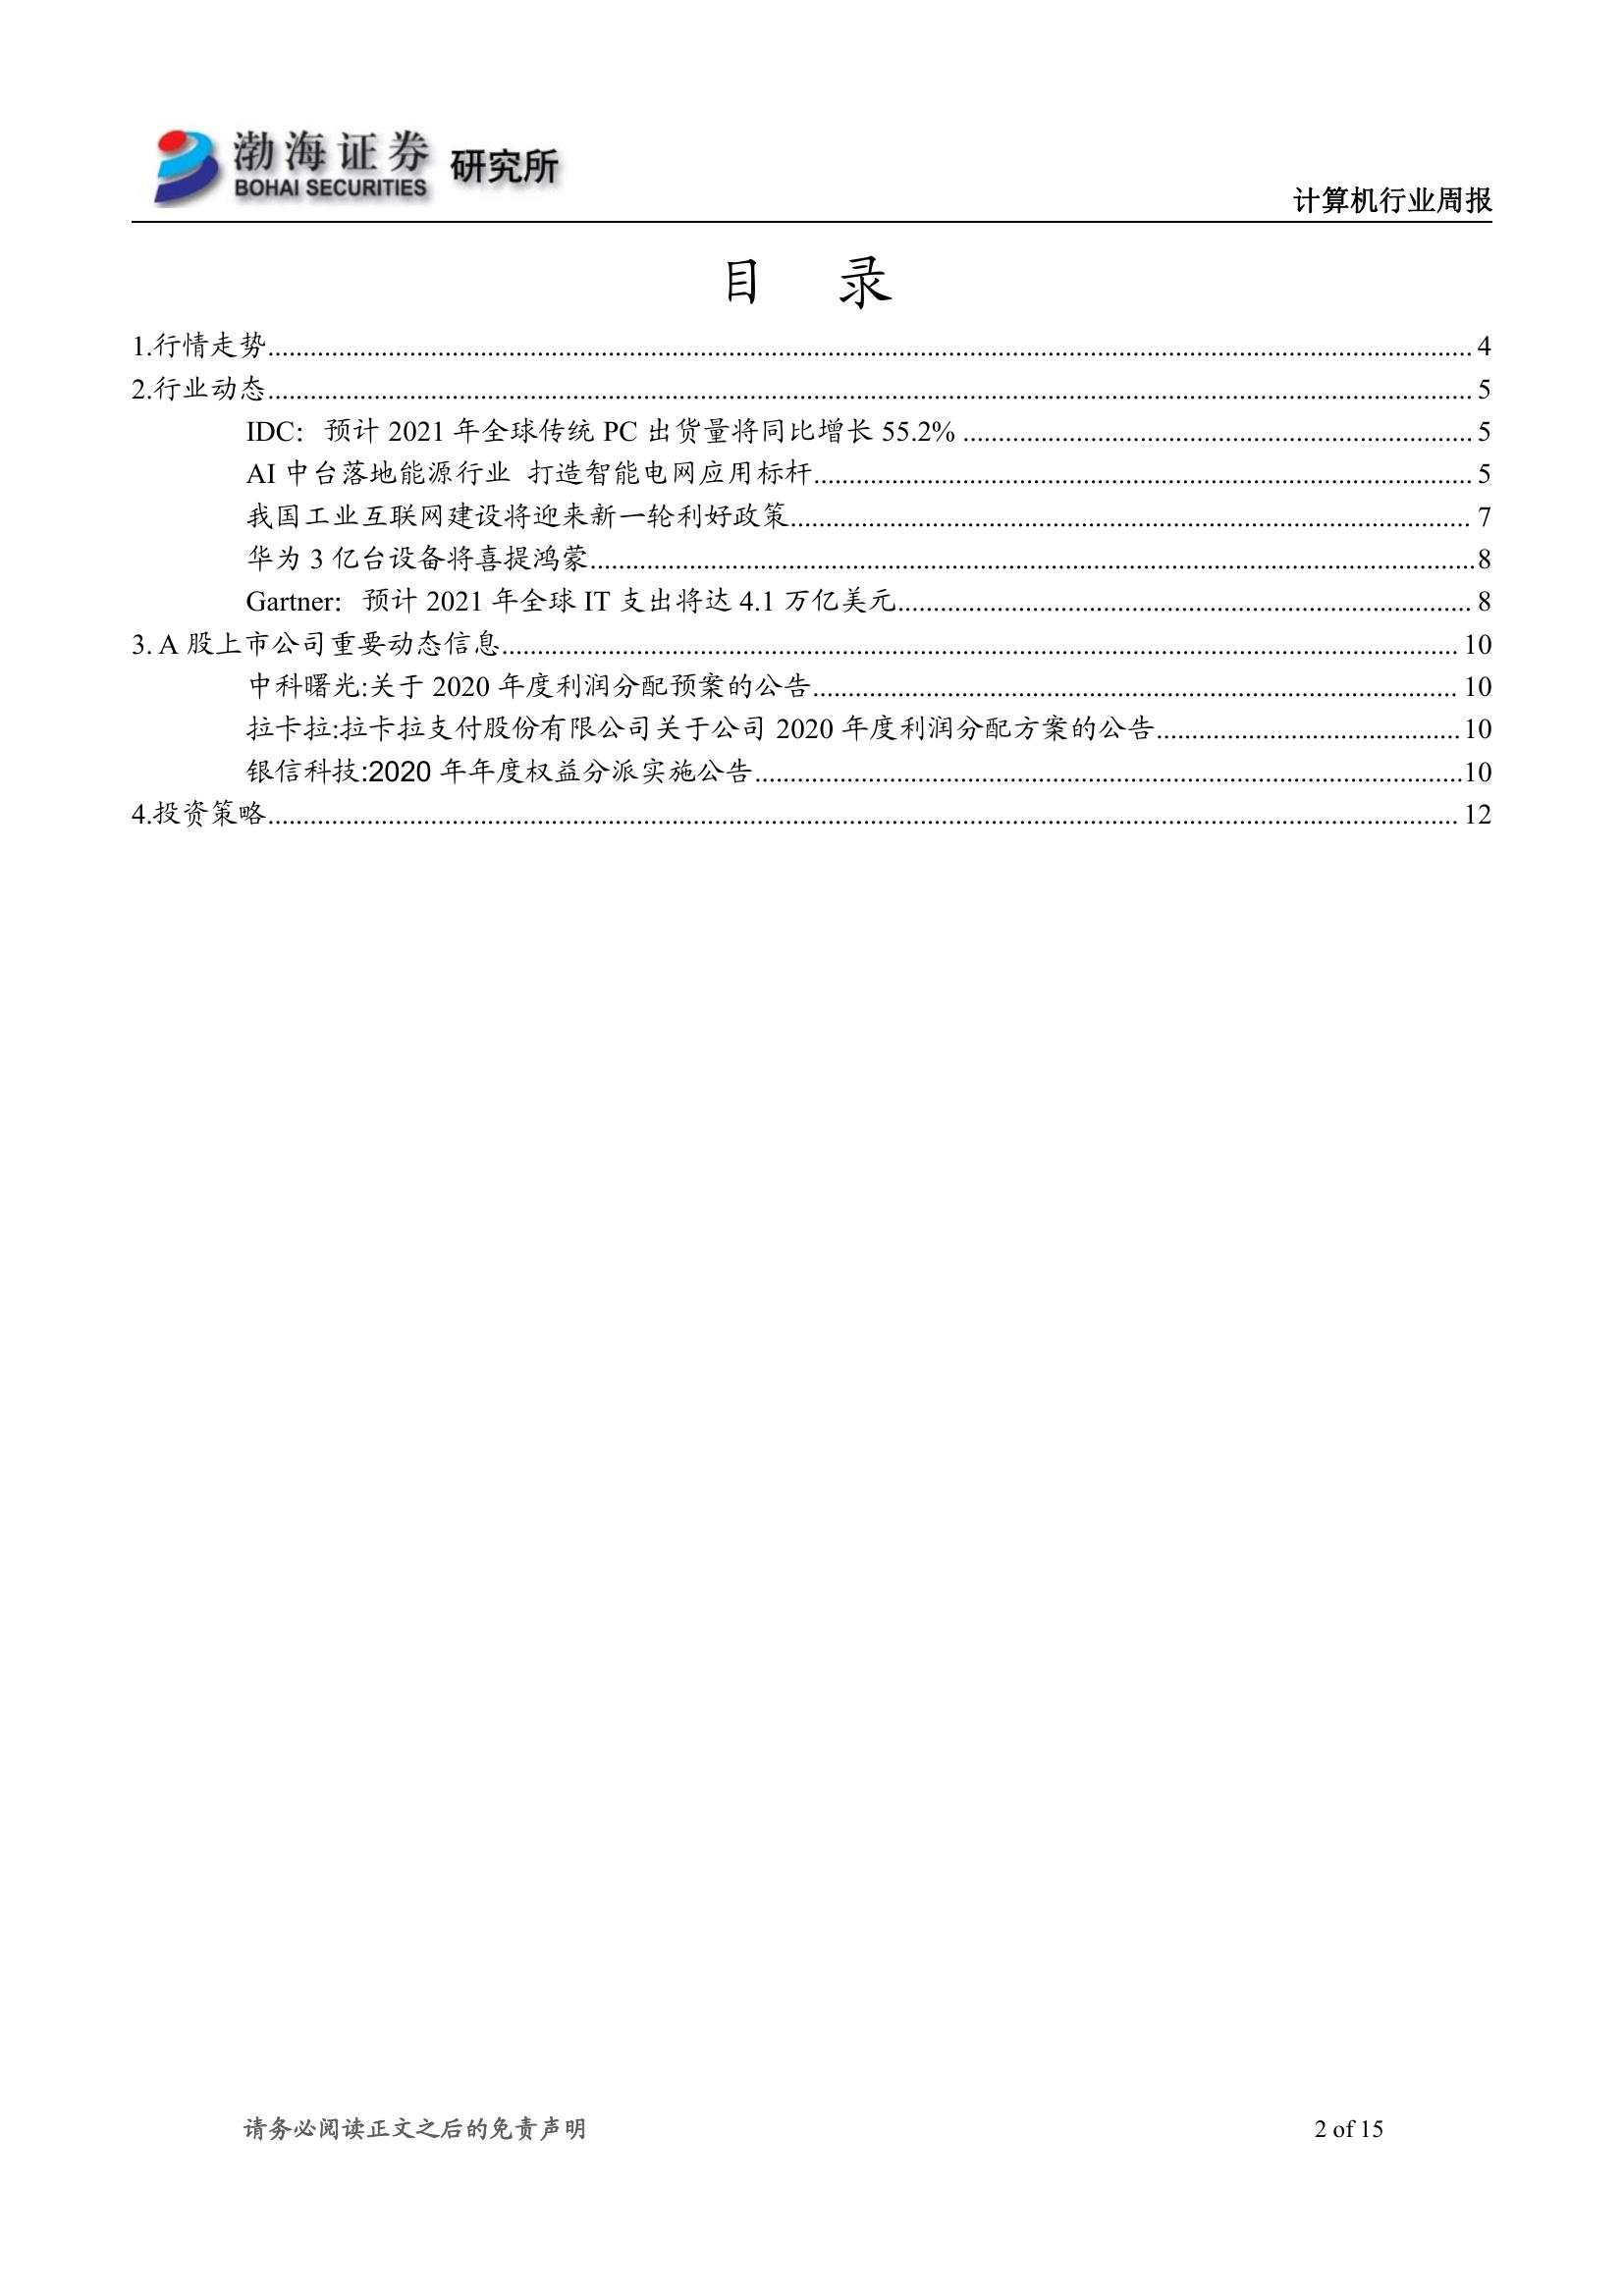 渤海证券 研究所
BOHAI SECURITIES
计算机行业周报
目 录
1.行情走势 4
2.行业动态 5
IDC：预计 2021 年全球传统 PC 出货量将同比增长 55.2% 5
AI 中台落地能源行业 打造智能电网应用标杆 5
我国工业互联网建设将迎来新一轮利好政策 7
华为 3 亿台设备将喜提鸿蒙 8
Gartner：预计 2021 年全球 IT 支出将达 4.1 万亿美元 8
3. A 股上市公司重要动态信息 10
中科曙光:关于 2020 年度利润分配预案的公告 10
拉卡拉:拉卡拉支付股份有限公司关于公司 2020 年度利润分配方案的公告 10
银信科技:2020 年年度权益分派实施公告 10
4.投资策略 12
请务必阅读正文之后的免责声明 2 of 15